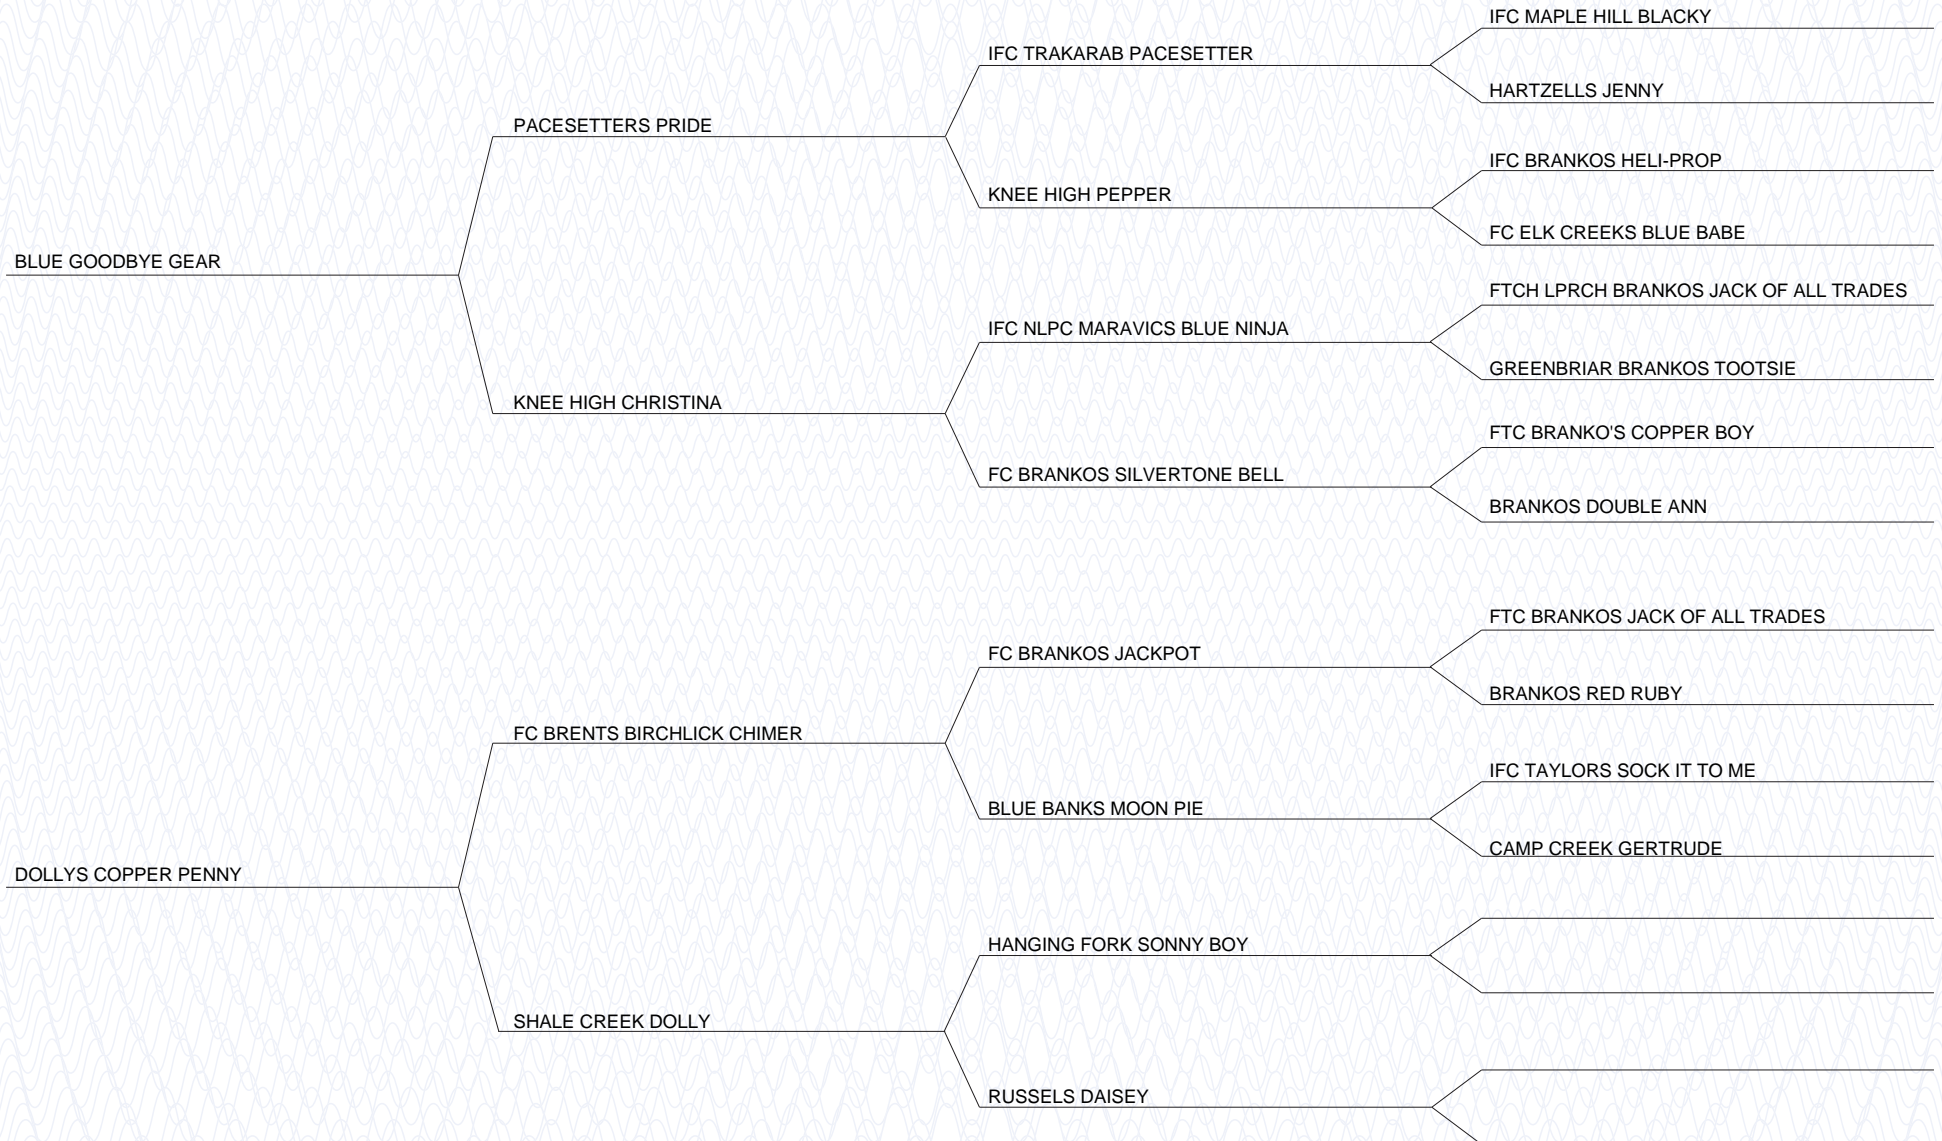 IFC MAPLE HILL BLACKY
IFC TRAKARAB PACESETTER
HARTZELLS JENNY
PACESETTERS PRIDE
IFC BRANKOS HELI-PROP
KNEE HIGH PEPPER
FC ELK CREEKS BLUE BABE
BLUE GOODBYE GEAR
FTCH LPRCH BRANKOS JACK OF ALL TRADES
IFC NLPC MARAVICS BLUE NINJA
GREENBRIAR BRANKOS TOOTSIE
KNEE HIGH CHRISTINA
FTC BRANKO'S COPPER BOY
FC BRANKOS SILVERTONE BELL
BRANKOS DOUBLE ANN
FTC BRANKOS JACK OF ALL TRADES
FC BRANKOS JACKPOT
BRANKOS RED RUBY
FC BRENTS BIRCHLICK CHIMER
IFC TAYLORS SOCK IT TO ME
BLUE BANKS MOON PIE
CAMP CREEK GERTRUDE
DOLLYS COPPER PENNY
HANGING FORK SONNY BOY
SHALE CREEK DOLLY
RUSSELS DAISEY